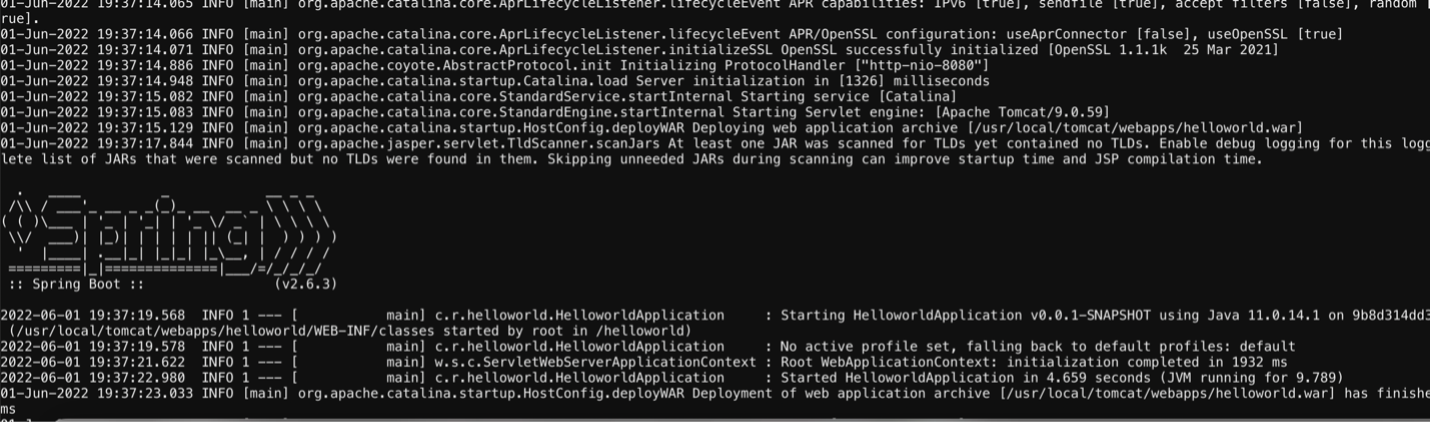 01-Jun-2022 19:37:14.065 INFO [main] org.apache.catalina.core.AprLifecycleListener.lifecycleEvent APR capabilities: IPv6 [true], sendfile [true], accept filters [false], random [
rue].
01-Jun-2022 19:37:14.066 INFO [main] org.apache.catalina.core.AprLifecycleListener.lifecycleEvent APR/OpenSSL configuration: useAprConnector [false], useOpenSSL [true]
01-Jun-2022 19:37:14.071 INFO [main] org.apache.catalina.core.AprLifecycleListener.initializeSSL OpenSSL successfully initialized [OpenSSL 1.1.1k  25 Mar 2021]
01-Jun-2022 19:37:14.886 INFO [main] org.apache.coyote.AbstractProtocol.init Initializing ProtocolHandler ["http-nio-8080"]
01-Jun-2022 19:37:14.948 INFO [main] org.apache.catalina.startup.Catalina.load Server initialization in [1326] milliseconds
01-Jun-2022 19:37:15.082 INFO [main] org.apache.catalina.core.StandardService.startInternal Starting service [Catalina]
01-Jun-2022 19:37:15.083 INFO [main] org.apache.catalina.core.StandardEngine.startInternal Starting Servlet engine: [Apache Tomcat/9.0.59]
01-Jun-2022 19:37:15.129 INFO [main] org.apache.catalina.startup.HostConfig.deployWAR Deploying web application archive [/usr/local/tomcat/webapps/helloworld.war]
01-Jun-2022 19:37:17.844 INFO [main] org.apache.jasper.servlet.TldScanner.scanJars At least one JAR was scanned for TLDs yet contained no TLDs. Enable debug logging for this logg
lete list of JARs that were scanned but no TLDs were found in them. Skipping unneeded JARs during scanning can improve startup time and JSP compilation time.
Spring
:: Spring Boot ::                (v2.6.3)
2022-06-01 19:37:19.568  INFO 1 --- [           main] c.r.helloworld.HelloworldApplication     : Starting HelloworldApplication v0.0.1-SNAPSHOT using Java 11.0.14.1 on 9b8d314dd3
(/usr/local/tomcat/webapps/helloworld/WEB-INF/classes started by root in /helloworld)
2022-06-01 19:37:19.578  INFO 1 --- [           main] c.r.helloworld.HelloworldApplication     : No active profile set, falling back to default profiles: default
2022-06-01 19:37:21.622  INFO 1 --- [           main] w.s.c.ServletWebServerApplicationContext : Root WebApplicationContext: initialization completed in 1932 ms
2022-06-01 19:37:22.980  INFO 1 --- [           main] c.r.helloworld.HelloworldApplication     : Started HelloworldApplication in 4.659 seconds (JVM running for 9.789)
01-Jun-2022 19:37:23.033 INFO [main] org.apache.catalina.startup.HostConfig.deployWAR Deployment of web application archive [/usr/local/tomcat/webapps/helloworld.war] has finishe
ms